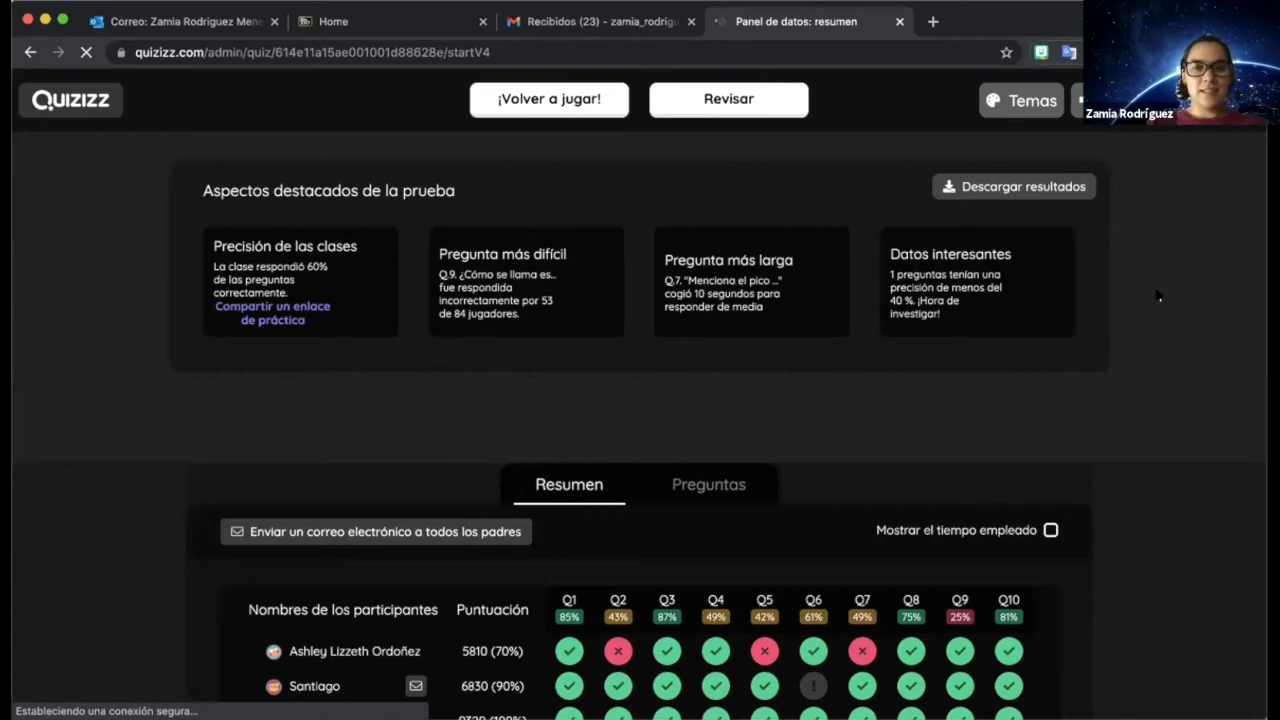 Correo: Zamia Rodriguez Men
Home
Recibidos (23) - zamia_rodrigu
Panel de datos: resumen
quizizz.com/admin/quiz/614e11a15ae001001d88628e/startV4
Zamia Rodríguez
QUIZIZZ
¡Volver a jugar!
Revisar
Temas
Aspectos destacados de la prueba
Descargar resultados
Precisión de las clases
La clase respondió 60%
de las preguntas
correctamente.
Compartir un enlace
de práctica
Pregunta más difícil
Q.9. ¿Cómo se llama es...
fue respondida
incorrectamente por 53
de 84 jugadores.
Pregunta más larga
Q.7. "Menciona el pico ..."
cogió 10 segundos para
responder de media
Datos interesantes
1 preguntas tenían una
precisión de menos del
40 %. ¡Hora de
investigar!
Resumen
Preguntas
Enviar un correo electrónico a todos los padres
Mostrar el tiempo empleado
Nombres de los participantes Puntuación Q1 Q2 Q3 Q4 Q5 Q6 Q7 Q8 Q9 Q10
85% 43% 87% 49% 42% 61% 49% 75% 25% 81%
Ashley Lizzeth Ordoñez 5810 (70%)
Santiago 6830 (90%)
Estableciendo una conexión segura...